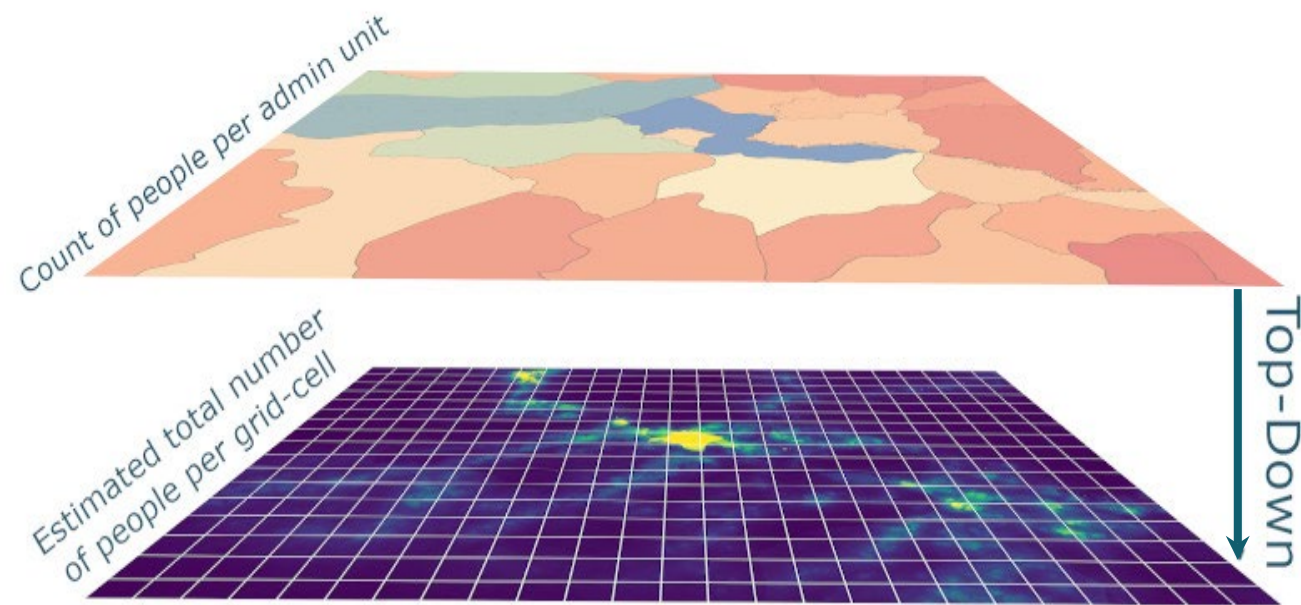 Count of people per admin unit
Estimated total number
of people per grid-cell
Top-Down